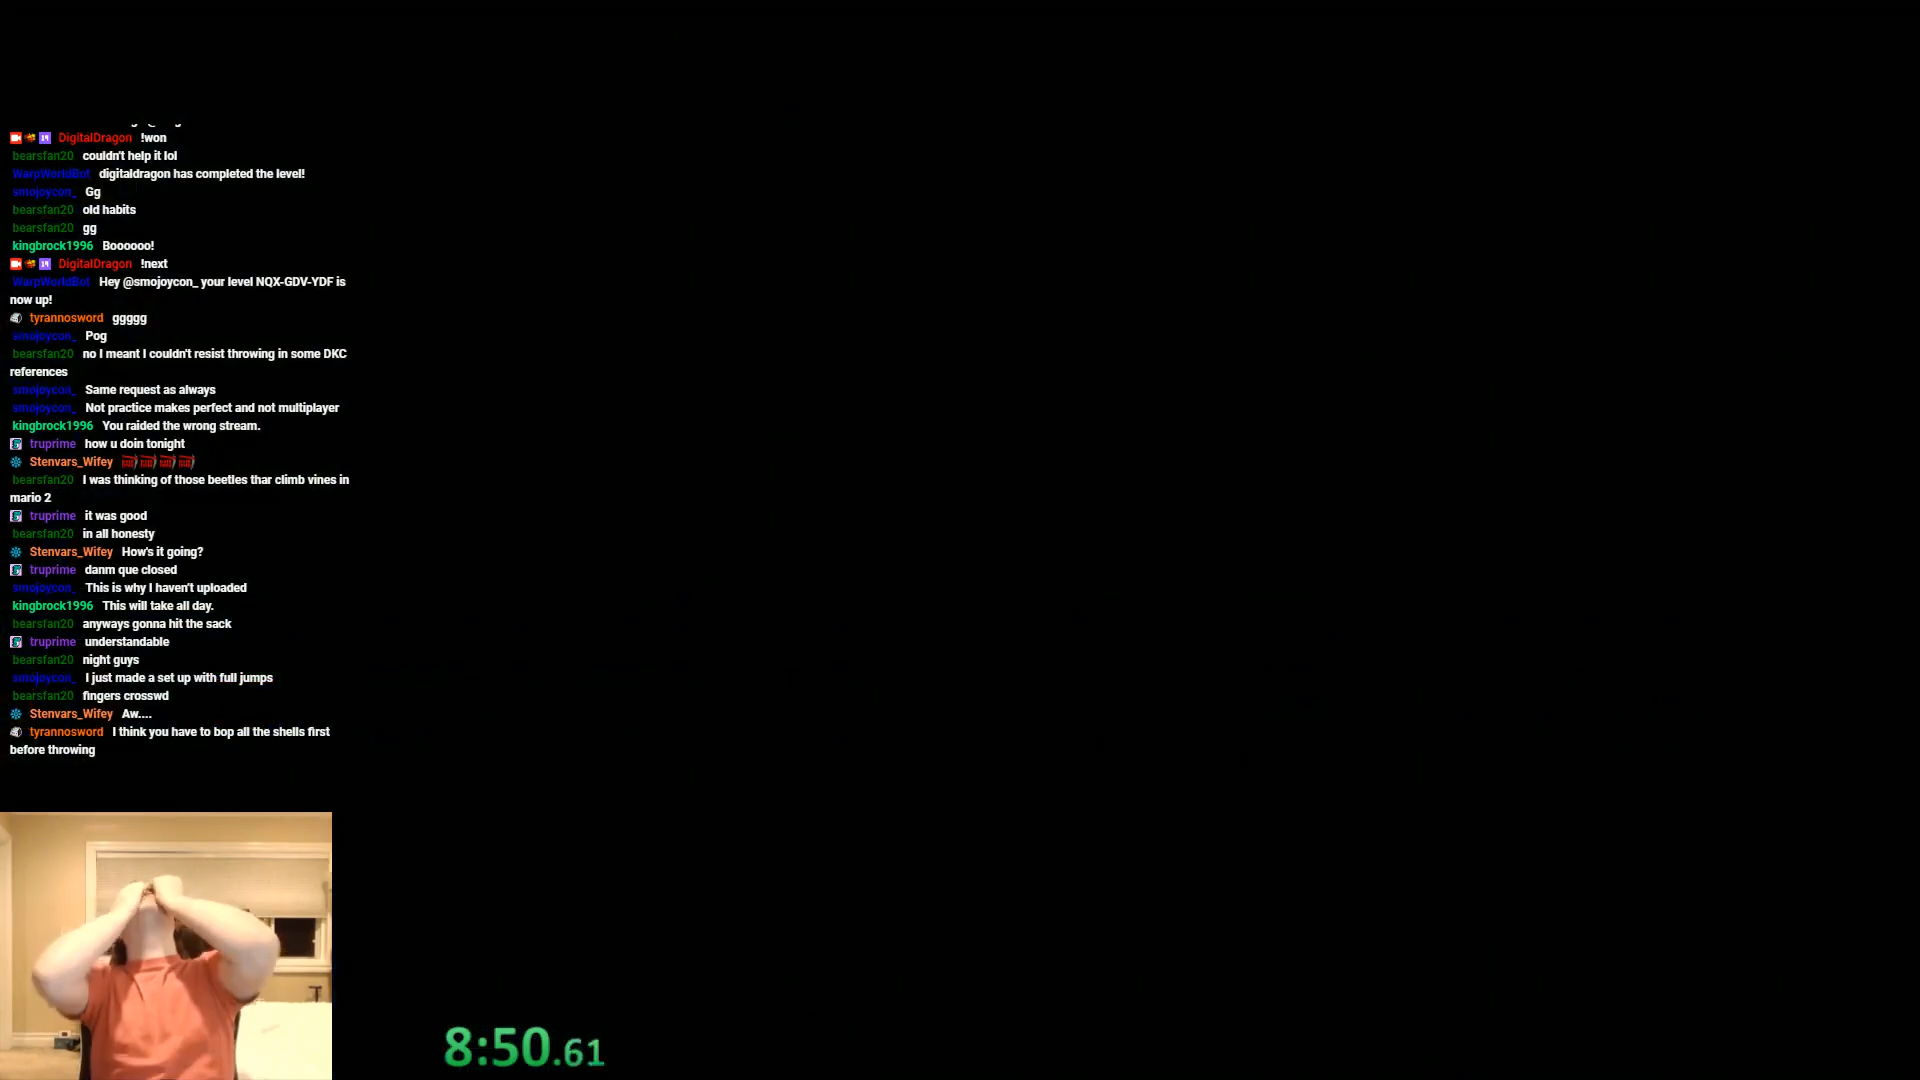 DigitalDragon !won
bearsfan20 couldn't help it lol
WarpWorldBot digitaldragon has completed the level!
smojoycon_ Gg
bearsfan20 old habits
bearsfan20 gg
kingbrock1996 Boooooo!
DigitalDragon !next
WarpWorldBot Hey @smojoycon_ your level NQX-GDV-YDF is
now up!
tyrannosword ggggg
smojoycon_ Pog
bearsfan20 no I meant I couldn't resist throwing in some DKC
references
smojoycon_ Same request as always
smojoycon_ Not practice makes perfect and not multiplayer
kingbrock1996 You raided the wrong stream.
truprime how u doin tonight
Stenvars_Wifey
bearsfan20 I was thinking of those beetles thar climb vines in
mario 2
truprime it was good
bearsfan20 in all honesty
Stenvars_Wifey How's it going?
truprime danm que closed
smojoycon_ This is why I haven't uploaded
kingbrock1996 This will take all day.
bearsfan20 anyways gonna hit the sack
truprime understandable
bearsfan20 night guys
smojoycon_ I just made a set up with full jumps
bearsfan20 fingers crosswd
Stenvars_Wifey Aw....
tyrannosword I think you have to bop all the shells first
before throwing
8:50.61